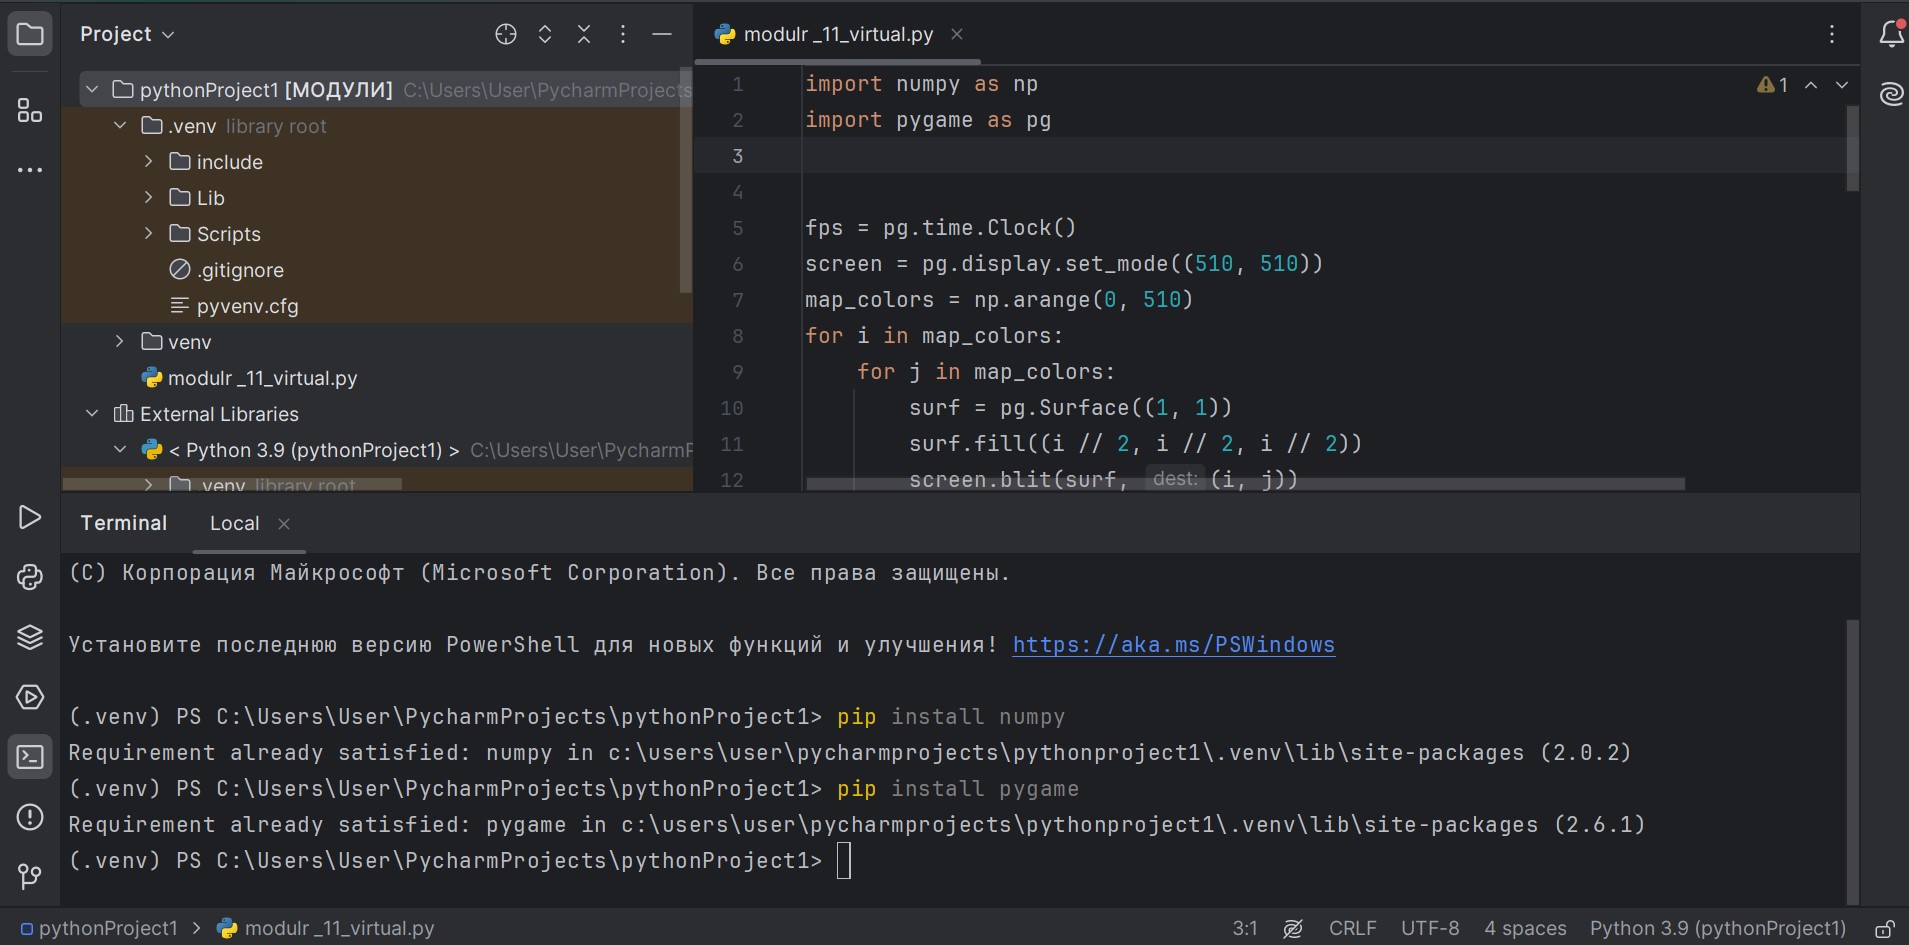 Project
modulr _11_virtual.py
pythonProject1 [МОДУЛИ] C:\Users\User\PycharmProjects
.venv library root
include
Lib
Scripts
.gitignore
pyvenv.cfg
venv
modulr _11_virtual.py
External Libraries
< Python 3.9 (pythonProject1) > C:\Users\User\PycharmP
.venv library root
1 import numpy as np
1
2 import pygame as pg
3
4
5 fps = pg.time.Clock()
6 screen = pg.display.set_mode((510, 510))
7 map_colors = np.arange(0, 510)
8 for i in map_colors:
9 for j in map_colors:
10 surf = pg.Surface((1, 1))
11 surf.fill((i // 2, i // 2, i // 2))
12 screen.blit(surf, dest: (i, j))
Terminal Local
(C) Корпорация Майкрософт (Microsoft Corporation). Все права защищены.
Установите последнюю версию PowerShell для новых функций и улучшения! https://aka.ms/PSWindows
(.venv) PS C:\Users\User\PycharmProjects\pythonProject1> pip install numpy
Requirement already satisfied: numpy in c:\users\user\pycharmprojects\pythonproject1\.venv\lib\site-packages (2.0.2)
(.venv) PS C:\Users\User\PycharmProjects\pythonProject1> pip install pygame
Requirement already satisfied: pygame in c:\users\user\pycharmprojects\pythonproject1\.venv\lib\site-packages (2.6.1)
(.venv) PS C:\Users\User\PycharmProjects\pythonProject1>
pythonProject1 > modulr _11_virtual.py
3:1 CRLF UTF-8 4 spaces Python 3.9 (pythonProject1)